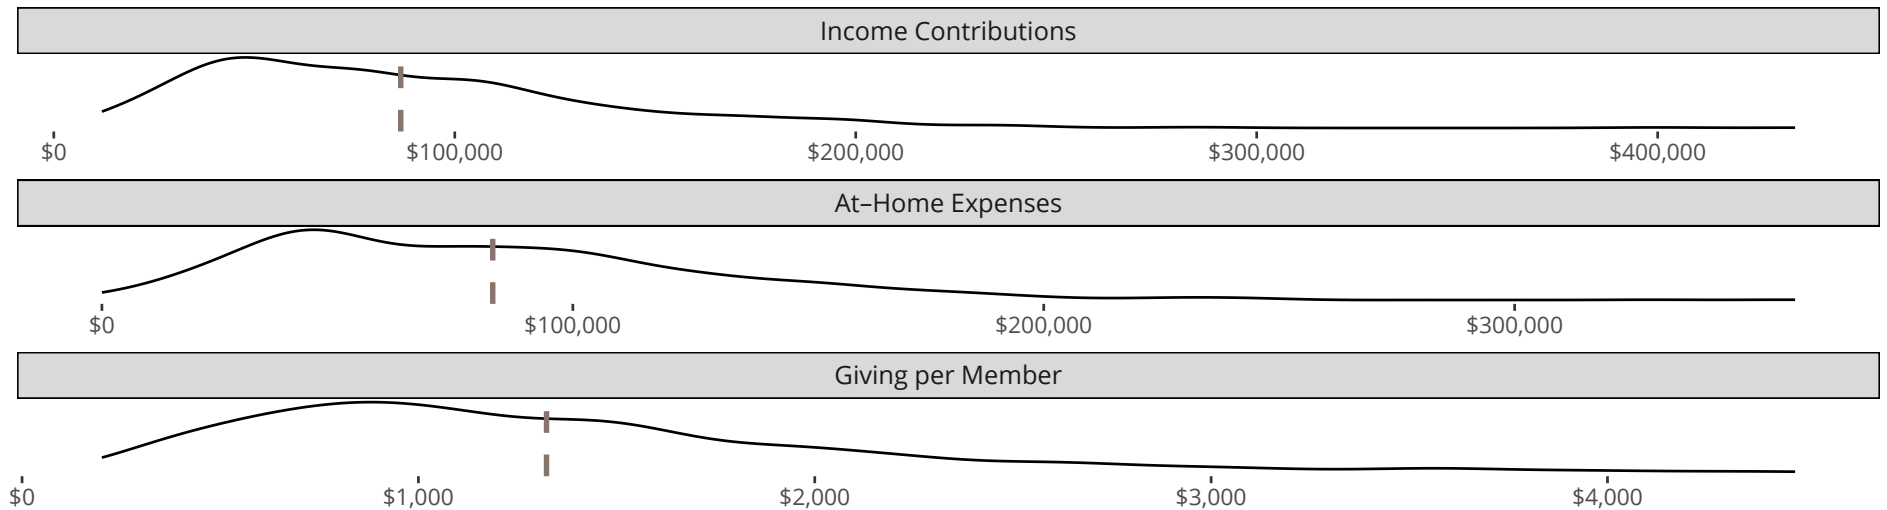 Income Contributions
$0 $100,000 $200,000 $300,000 $400,000
At–Home Expenses
$0 $100,000 $200,000 $300,000
Giving per Member
$0 $1,000 $2,000 $3,000 $4,000